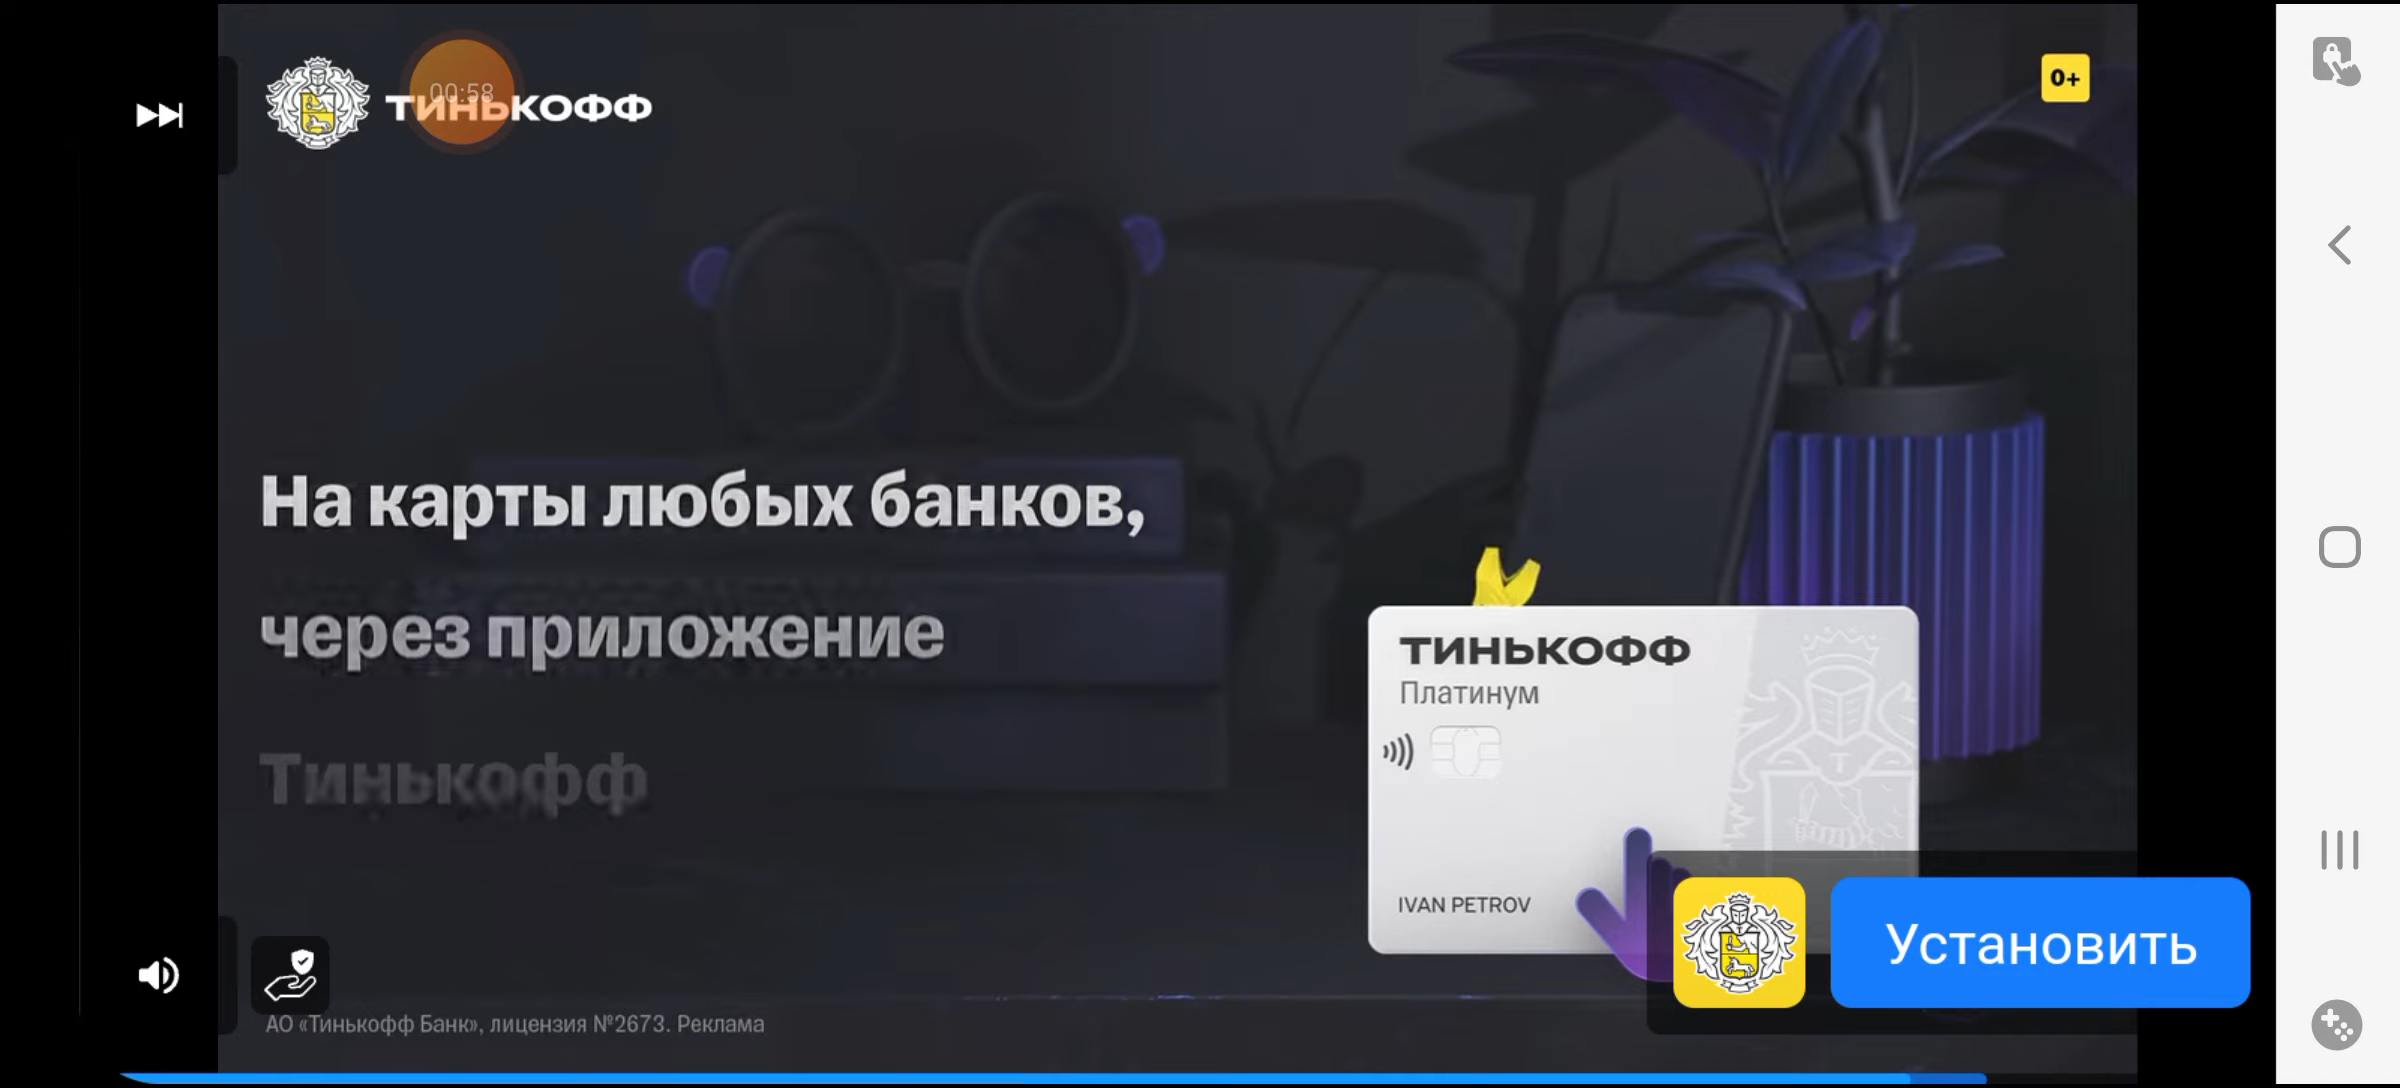 ТИНЬКОФФ
00:58
0+
На карты любых банков,
через приложение
Тинькофф
ТИНЬКОФФ
Платинум
IVAN PETROV
Установить
АО «Тинькофф Банк», лицензия №2673. Реклама